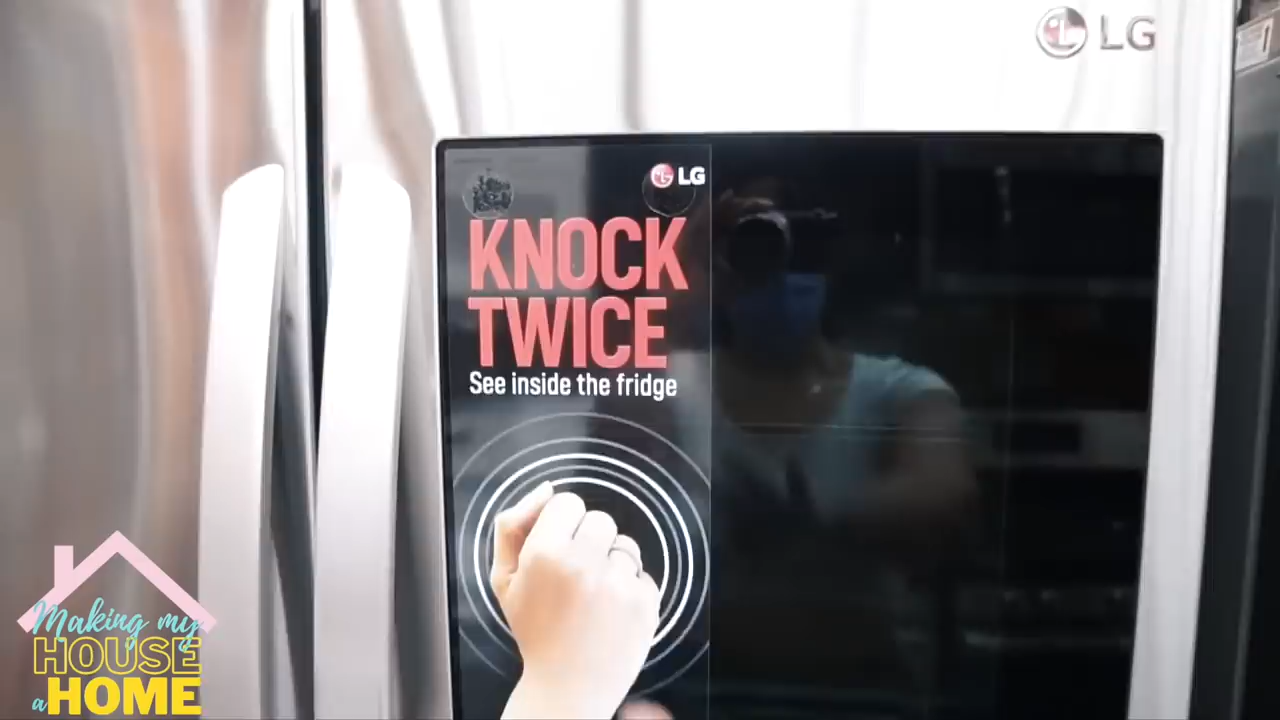 LG
LG
KNOCK
TWICE
See inside the fridge
Making my
HOUSE
a HOME